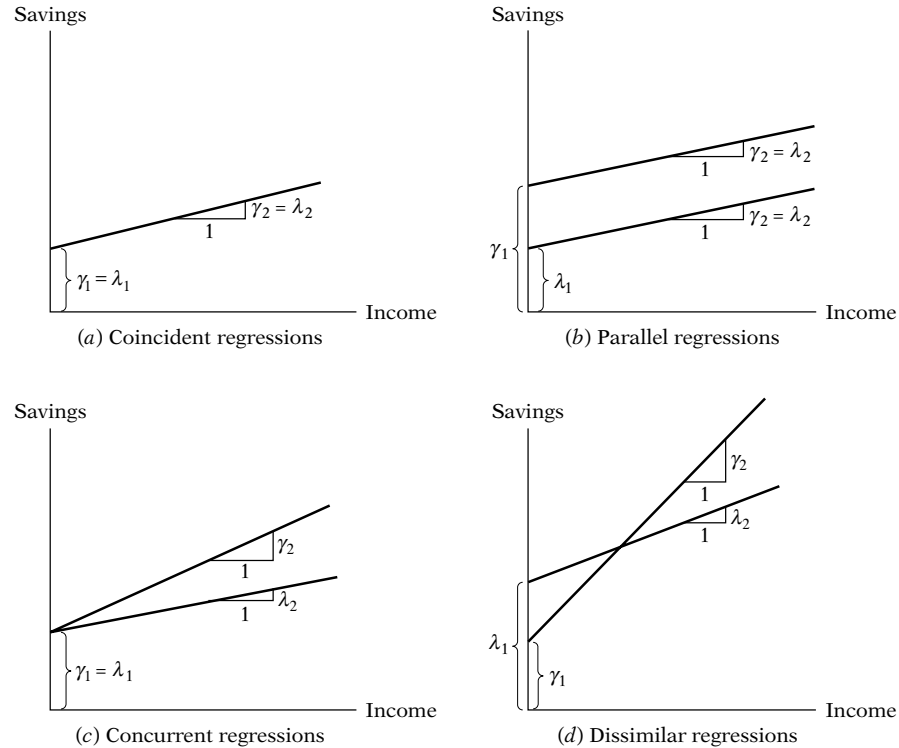 Savings
γ2 = λ2
1
γ1 = λ1
Income
(a) Coincident regressions
Savings
γ2 = λ2
1
γ2 = λ2
1
γ1
λ1
Income
(b) Parallel regressions
Savings
γ2
1
λ2
1
γ1 = λ1
Income
(c) Concurrent regressions
Savings
γ2
1
λ2
1
λ1
γ1
Income
(d) Dissimilar regressions